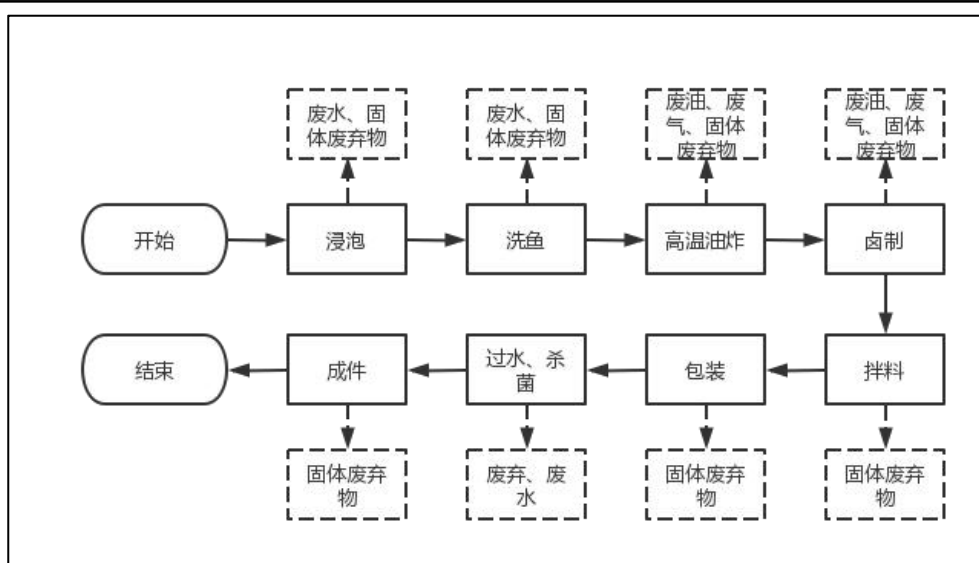 废水、固
体废弃物
废水、固
体废弃物
废油、废
气、固体
废弃物
废油、废
气、固体
废弃物
开始
浸泡
洗鱼
高温油炸
卤制
结束
成件
过水、杀
菌
包装
拌料
固体废弃
物
废弃、废
水
固体废弃
物
固体废弃
物